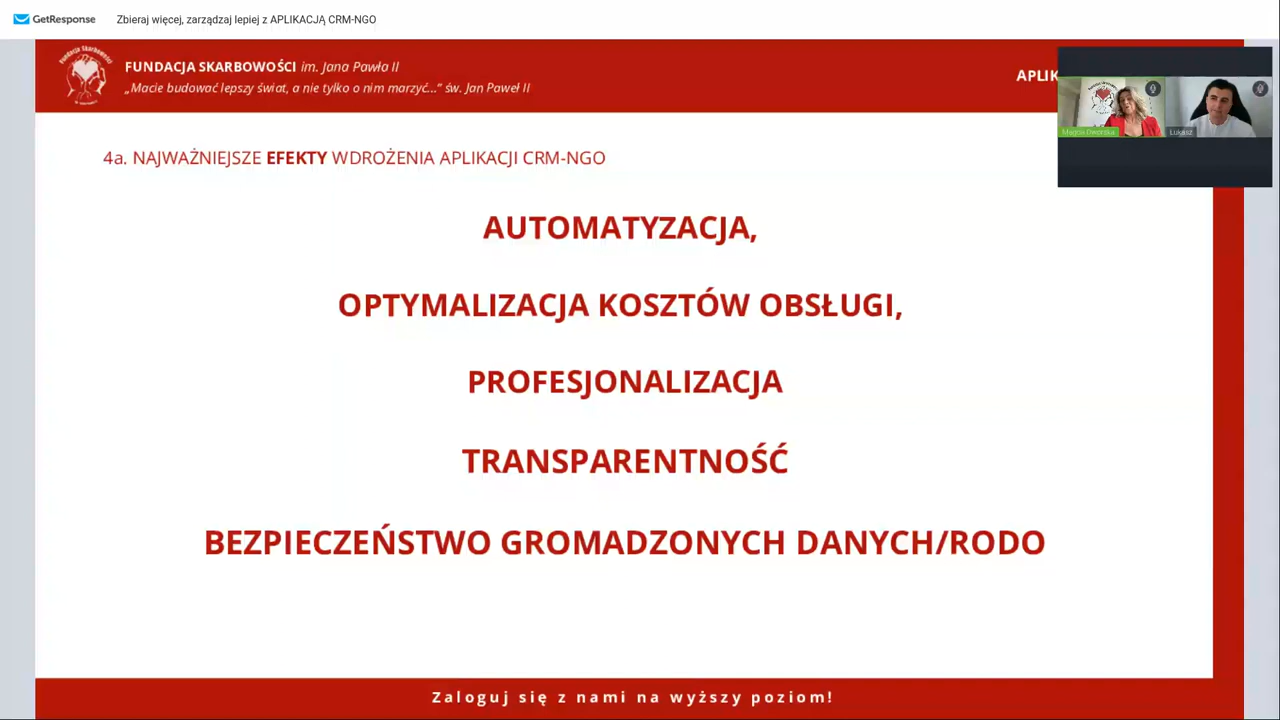 GetResponse Zbieraj więcej, zarządzaj lepiej z APLIKACJĄ CRM-NGO
FUNDACJA SKARBOWOŚCI im. Jana Pawła II
„Macie budować lepszy świat, a nie tylko o nim marzyć...” św. Jan Paweł II
APLIK
Łukasz
4a. NAJWAŻNIEJSZE EFEKTY WDROŻENIA APLIKACJI CRM-NGO
AUTOMATYZACJA,
OPTYMALIZACJA KOSZTÓW OBSŁUGI,
PROFESJONALIZACJA
TRANSPARENTNOŚĆ
BEZPIECZEŃSTWO GROMADZONYCH DANYCH/RODO
Zaloguj się z nami na wyższy poziom!